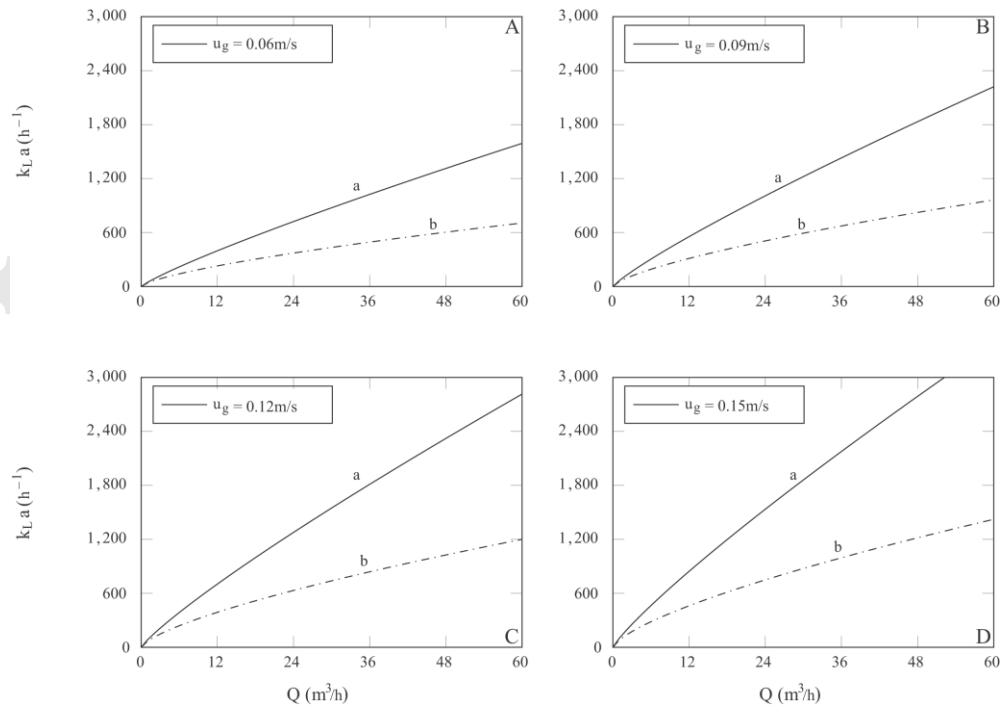 A
3,000
2,400
1,800
1,200
600
0
0 12 24 36 48 60
k_L a (h⁻¹)
u_g = 0.06m/s
a
b
B
3,000
2,400
1,800
1,200
600
0
0 12 24 36 48 60
u_g = 0.09m/s
a
b
C
3,000
2,400
1,800
1,200
600
0
0 12 24 36 48 60
k_L a (h⁻¹)
Q (m³/h)
u_g = 0.12m/s
a
b
D
3,000
2,400
1,800
1,200
600
0
0 12 24 36 48 60
Q (m³/h)
u_g = 0.15m/s
a
b